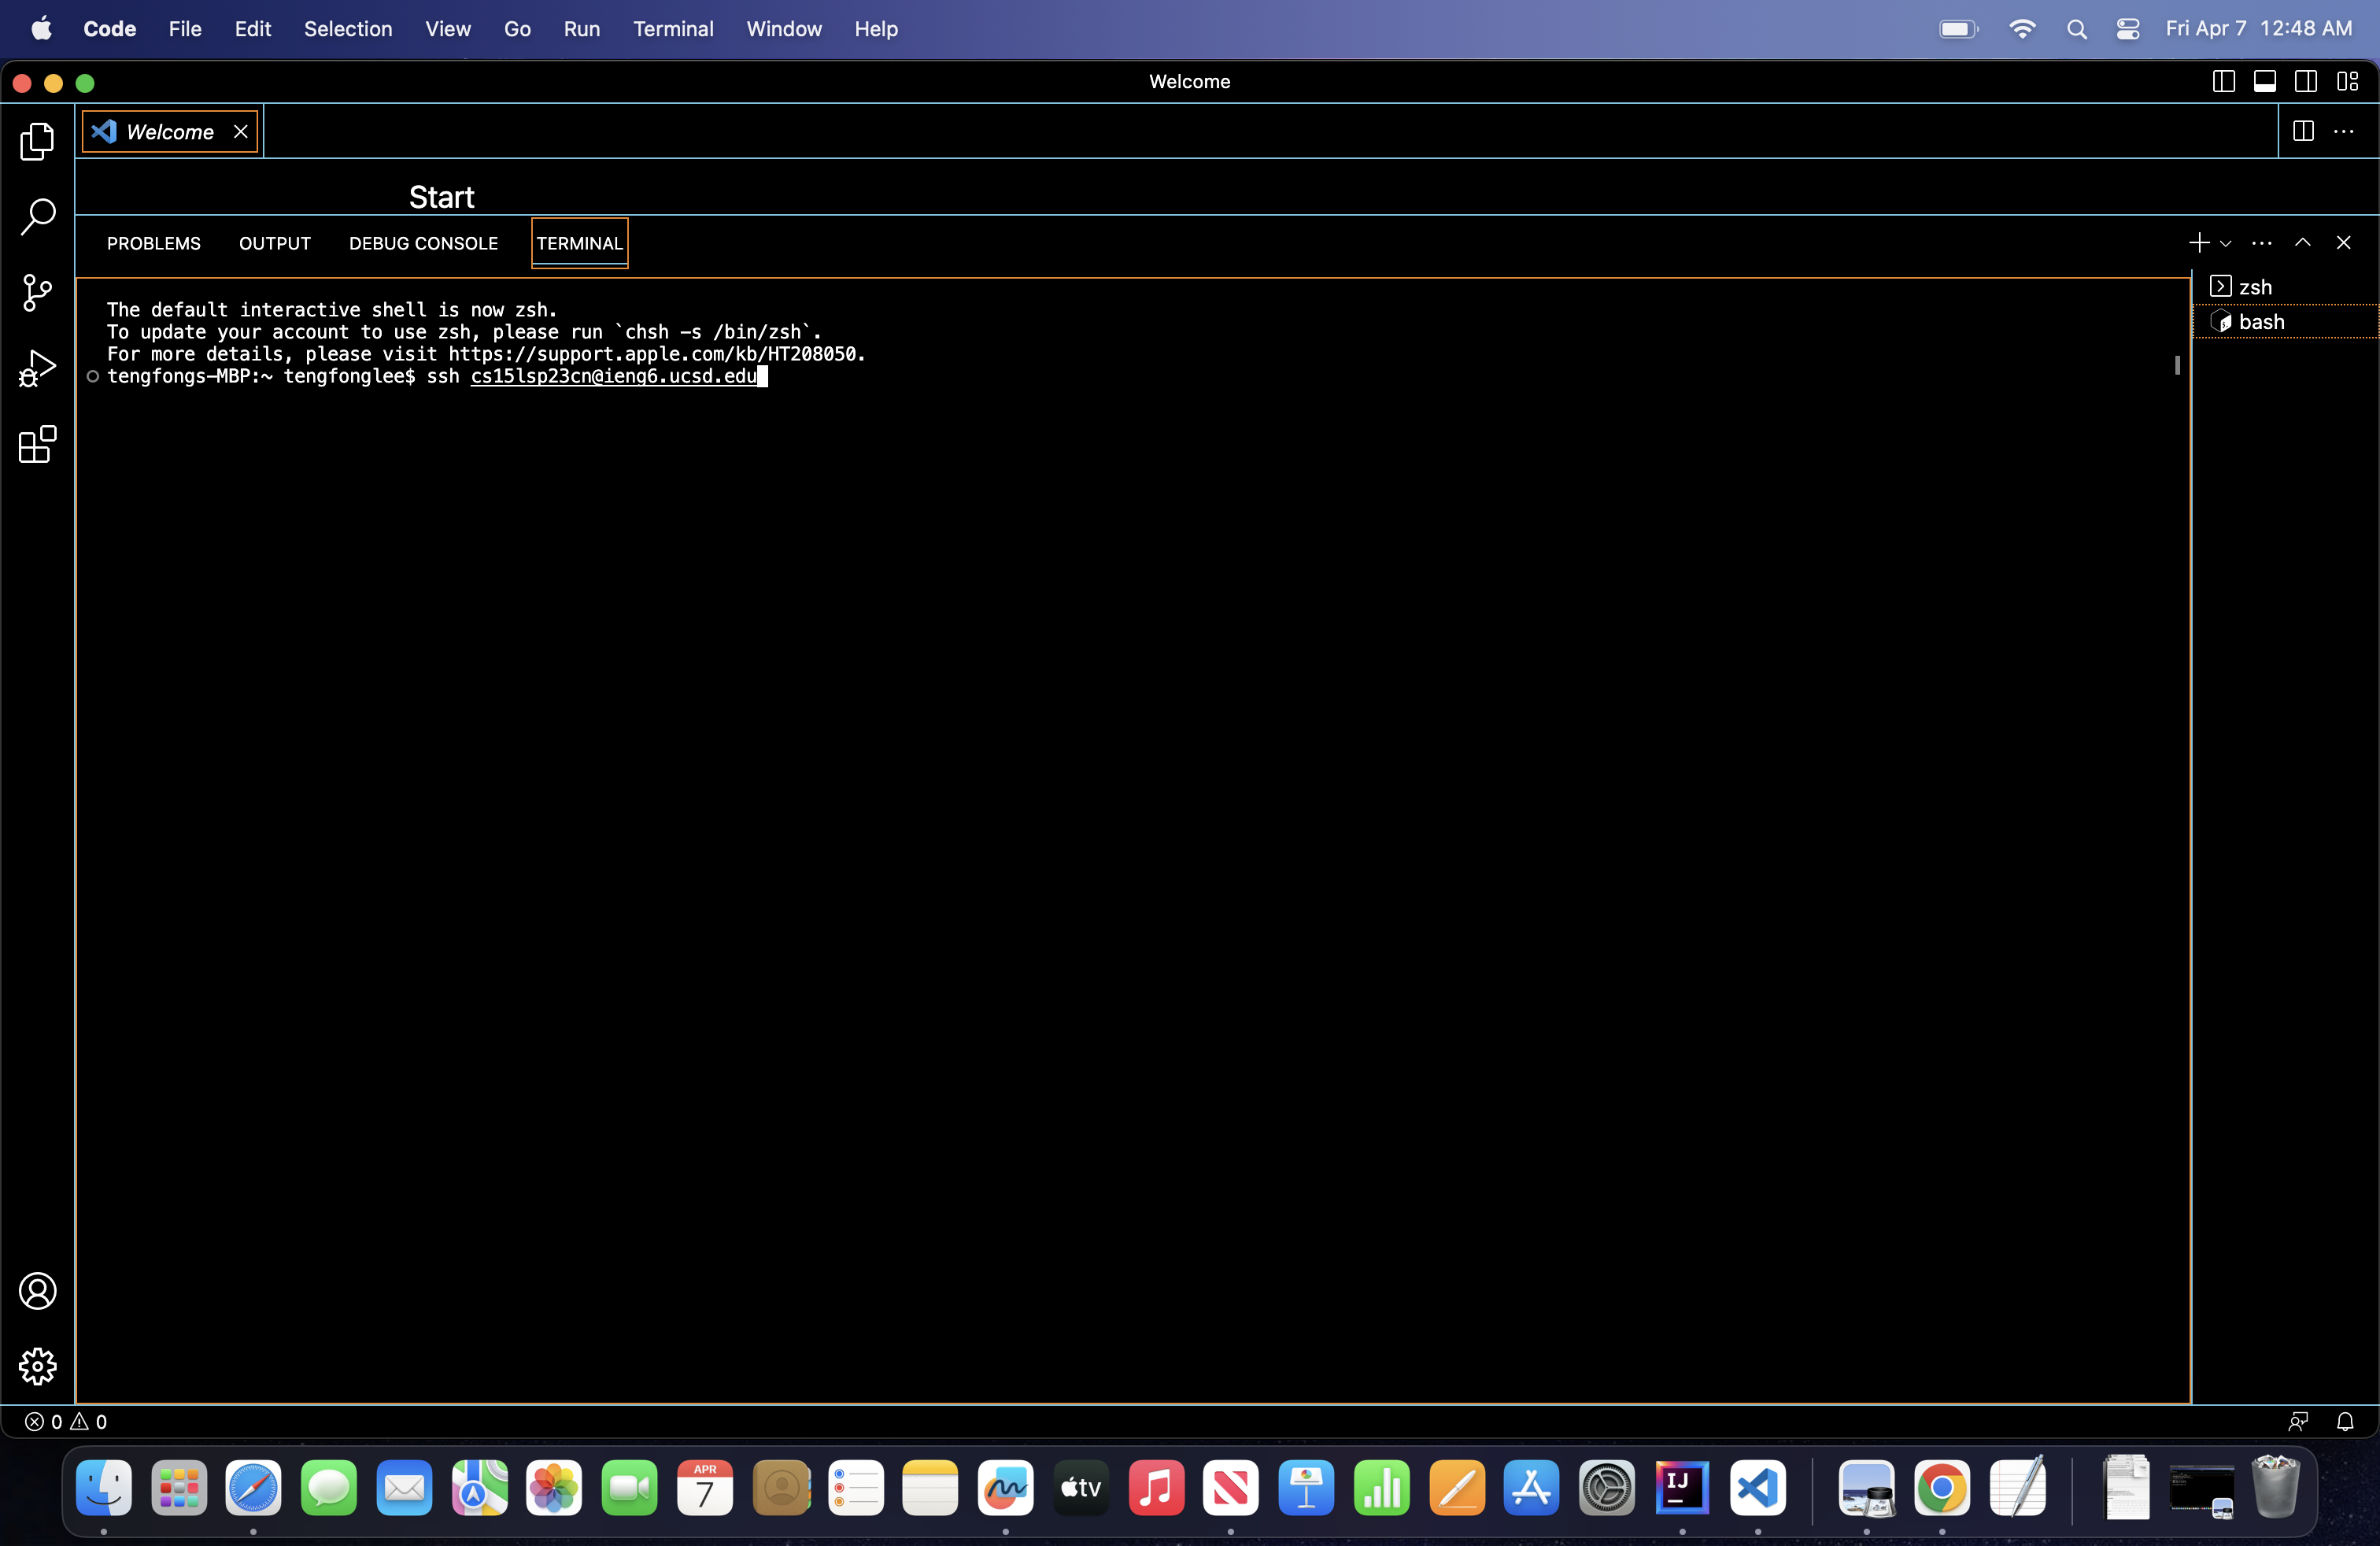 Code File Edit Selection View Go Run Terminal Window Help Fri Apr 7 12:48 AM
Welcome
Welcome
Start
PROBLEMS OUTPUT DEBUG CONSOLE TERMINAL
zsh
bash
The default interactive shell is now zsh.
To update your account to use zsh, please run `chsh -s /bin/zsh`.
For more details, please visit https://support.apple.com/kb/HT208050.
tengfongs-MBP:~ tengfonglee$ ssh cs15lsp23cn@ieng6.ucsd.edu
0 0
APR
7
tv
IJ